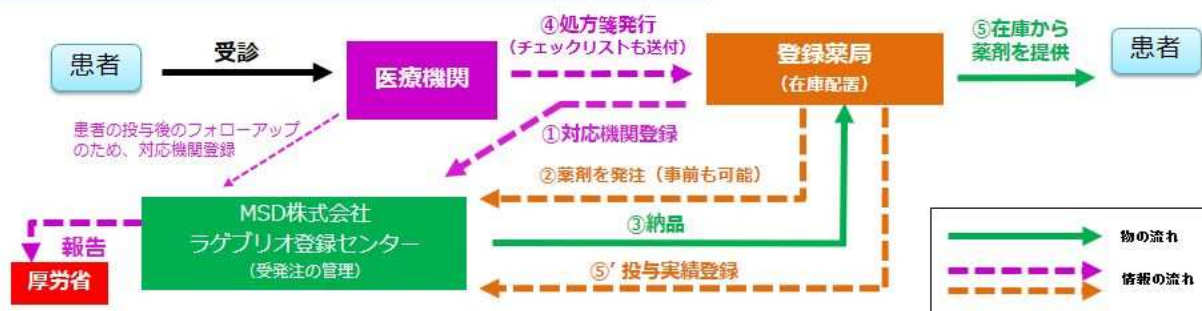 ④処方箋発行
（チェックリストも送付）
⑤在庫から
薬剤を提供
患者
受診
医療機関
登録薬局
（在庫配置）
患者
患者の投与後のフォローアップ
のため、対応機関登録
①対応機関登録
②薬剤を発注（事前も可能）
MSD株式会社
ラゲブリオ登録センター
（受発注の管理）
③納品
報告
厚労省
⑤’投与実績登録
物の流れ
情報の流れ